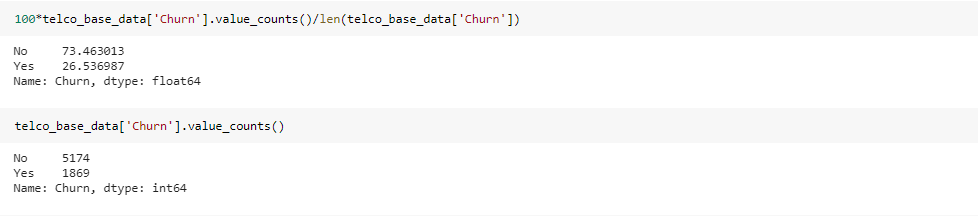 100*telco_base_data['Churn'].value_counts()/len(telco_base_data['Churn'])
No     73.463013
Yes    26.536987
Name: Churn, dtype: float64
telco_base_data['Churn'].value_counts()
No     5174
Yes    1869
Name: Churn, dtype: int64